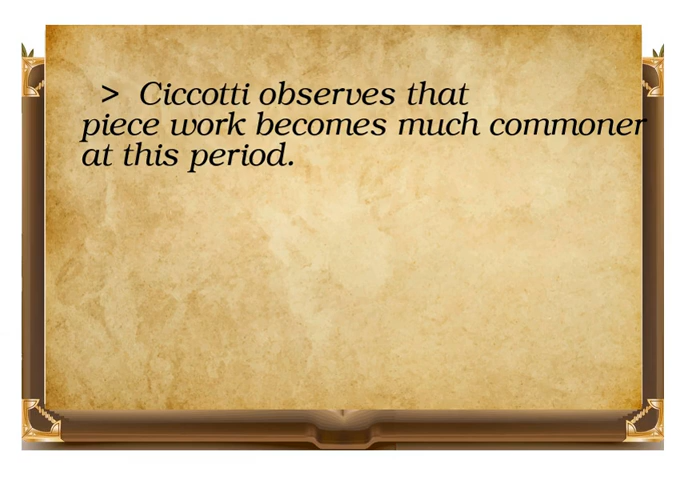 > Ciccotti observes that
piece work becomes much commoner
at this period.